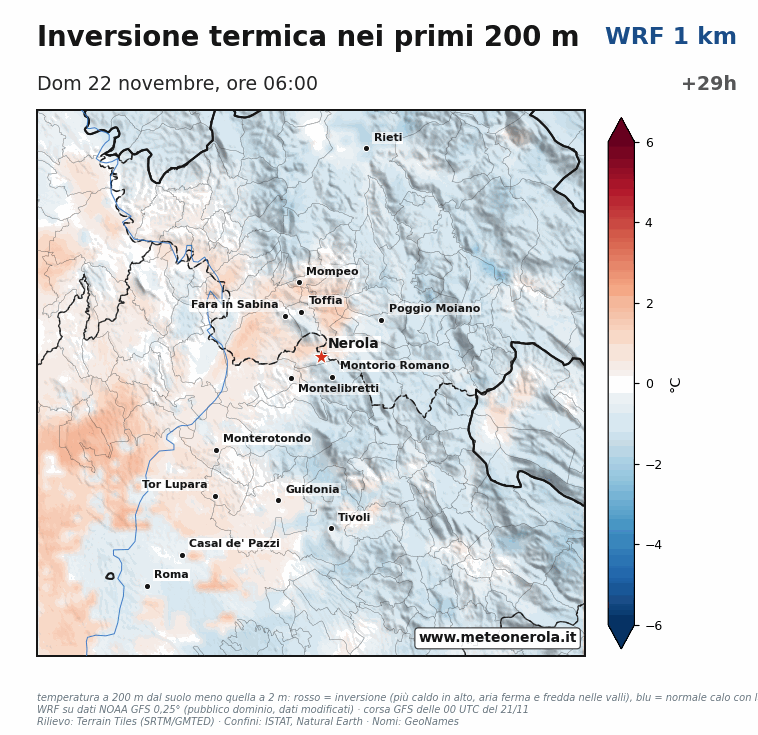 Inversione termica nei primi 200 m
WRF 1 km
Dom 22 novembre, ore 06:00
+29h
Rieti
Mompeo
Toffia
Fara in Sabina
Poggio Moiano
Nerola
Montorio Romano
Montelibretti
Monterotondo
Tor Lupara
Guidonia
Tivoli
Casal de' Pazzi
Roma
www.meteonerola.it
6
4
2
0
−2
−4
−6
°C
temperatura a 200 m dal suolo meno quella a 2 m: rosso = inversione (più caldo in alto, aria ferma e fredda nelle valli), blu = normale calo con l
WRF su dati NOAA GFS 0,25° (pubblico dominio, dati modificati) · corsa GFS delle 00 UTC del 21/11
Rilievo: Terrain Tiles (SRTM/GMTED) · Confini: ISTAT, Natural Earth · Nomi: GeoNames